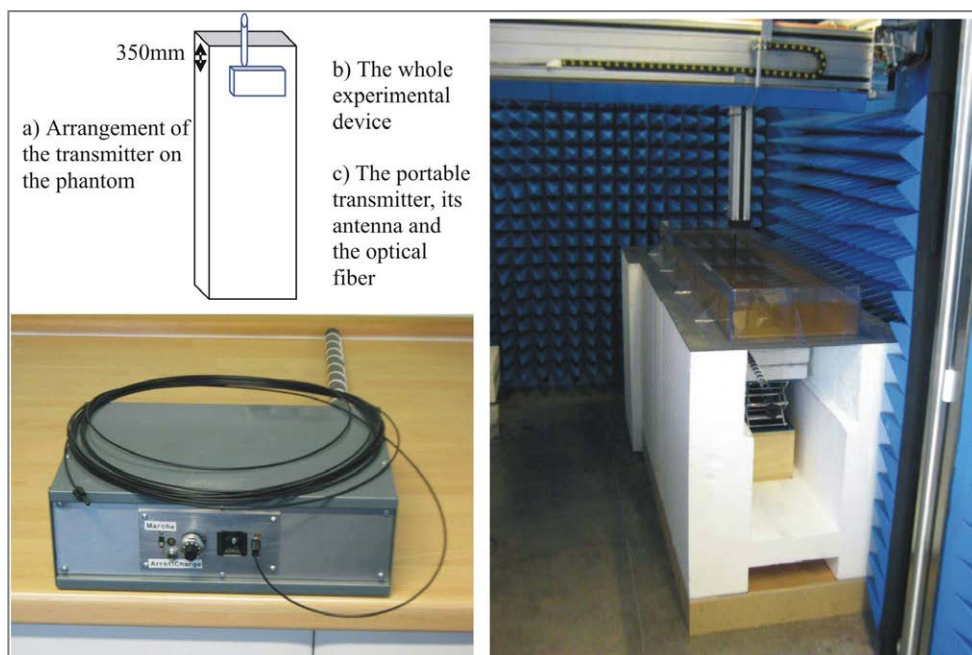 350mm
a) Arrangement of
the transmitter on
the phantom
b) The whole
experimental
device
c) The portable
transmitter, its
antenna and
the optical
fiber
Marche
Arret/Charge